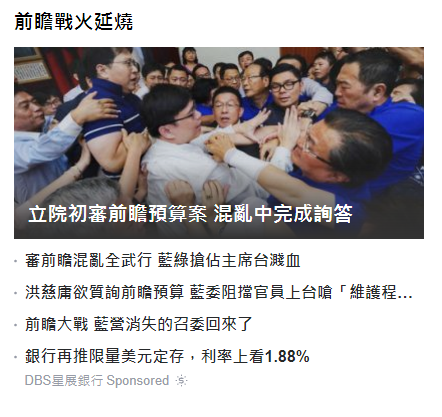 前瞻戰火延燒
立院初審前瞻預算案 混亂中完成詢答
審前瞻混亂全武行 藍綠搶佔主席台濺血
洪慈庸欲質詢前瞻預算 藍委阻擋官員上台嗆「維護程...
前瞻大戰 藍營消失的召委回來了
銀行再推限量美元定存，利率上看1.88%
DBS星展銀行 Sponsored